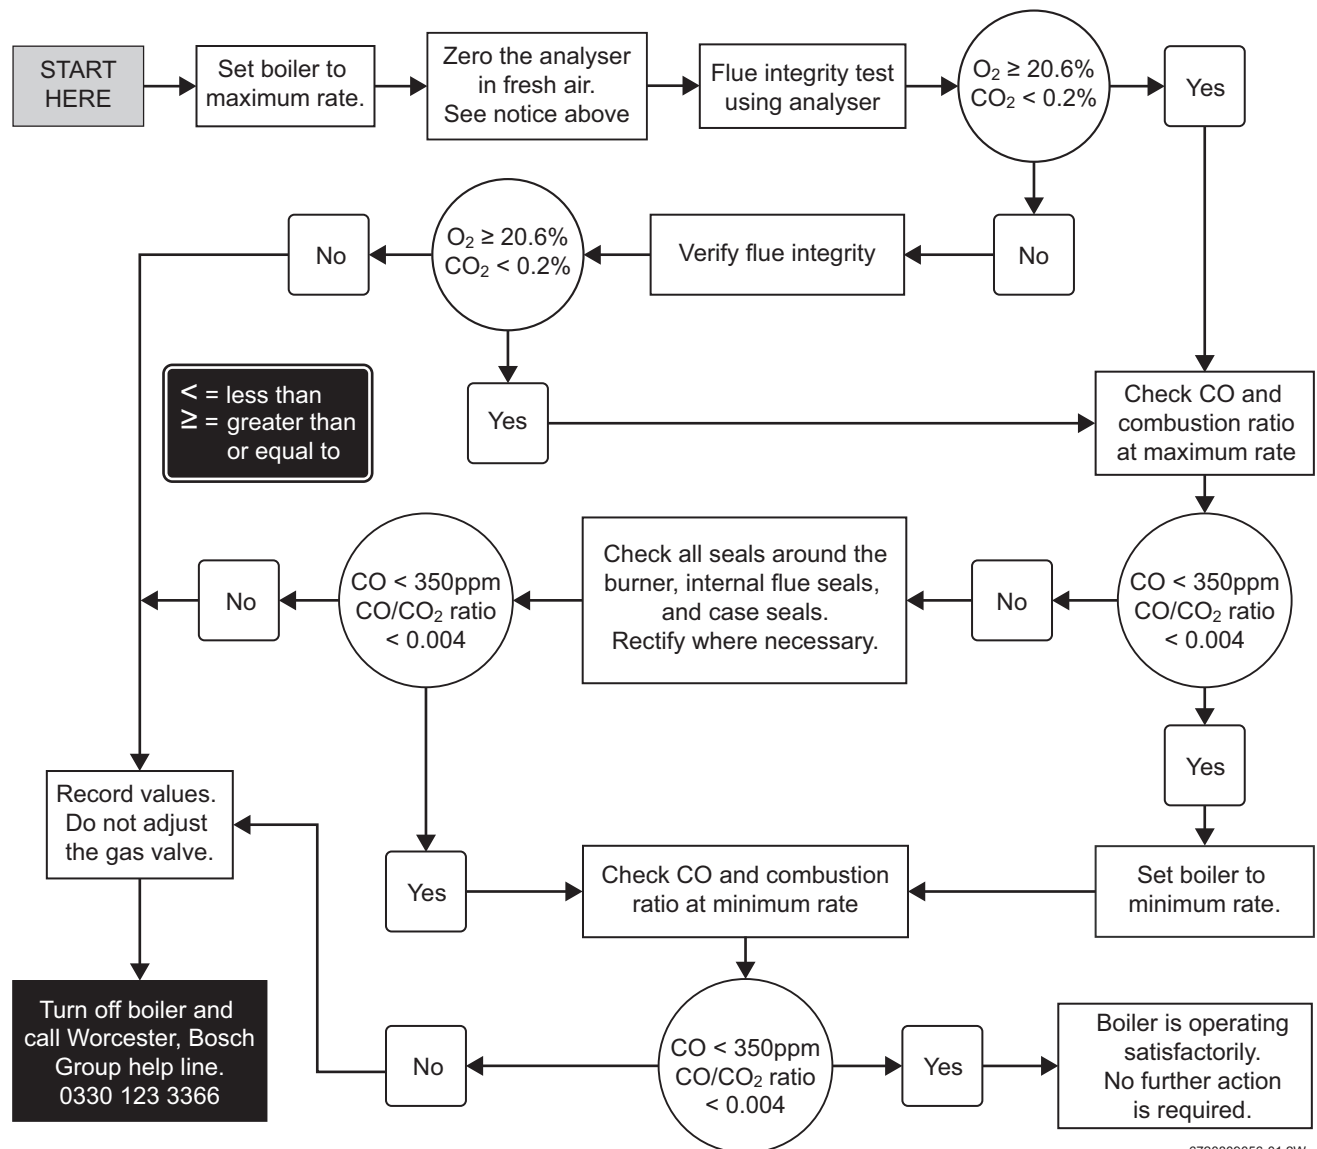 START
HERE
Set boiler to
maximum rate.
Zero the analyser
in fresh air.
See notice above
Flue integrity test
using analyser
O₂ ≥ 20.6%
CO₂ < 0.2%
Yes
No
Verify flue integrity
O₂ ≥ 20.6%
CO₂ < 0.2%
No
Yes
< = less than
≥ = greater than
or equal to
Check CO and
combustion ratio
at maximum rate
CO < 350ppm
CO/CO₂ ratio
< 0.004
No
Check all seals around the
burner, internal flue seals,
and case seals.
Rectify where necessary.
CO < 350ppm
CO/CO₂ ratio
< 0.004
No
Yes
Set boiler to
minimum rate.
Yes
Check CO and combustion
ratio at minimum rate
Record values.
Do not adjust
the gas valve.
Turn off boiler and
call Worcester, Bosch
Group help line.
0330 123 3366
No
CO < 350ppm
CO/CO₂ ratio
< 0.004
Yes
Boiler is operating
satisfactorily.
No further action
is required.